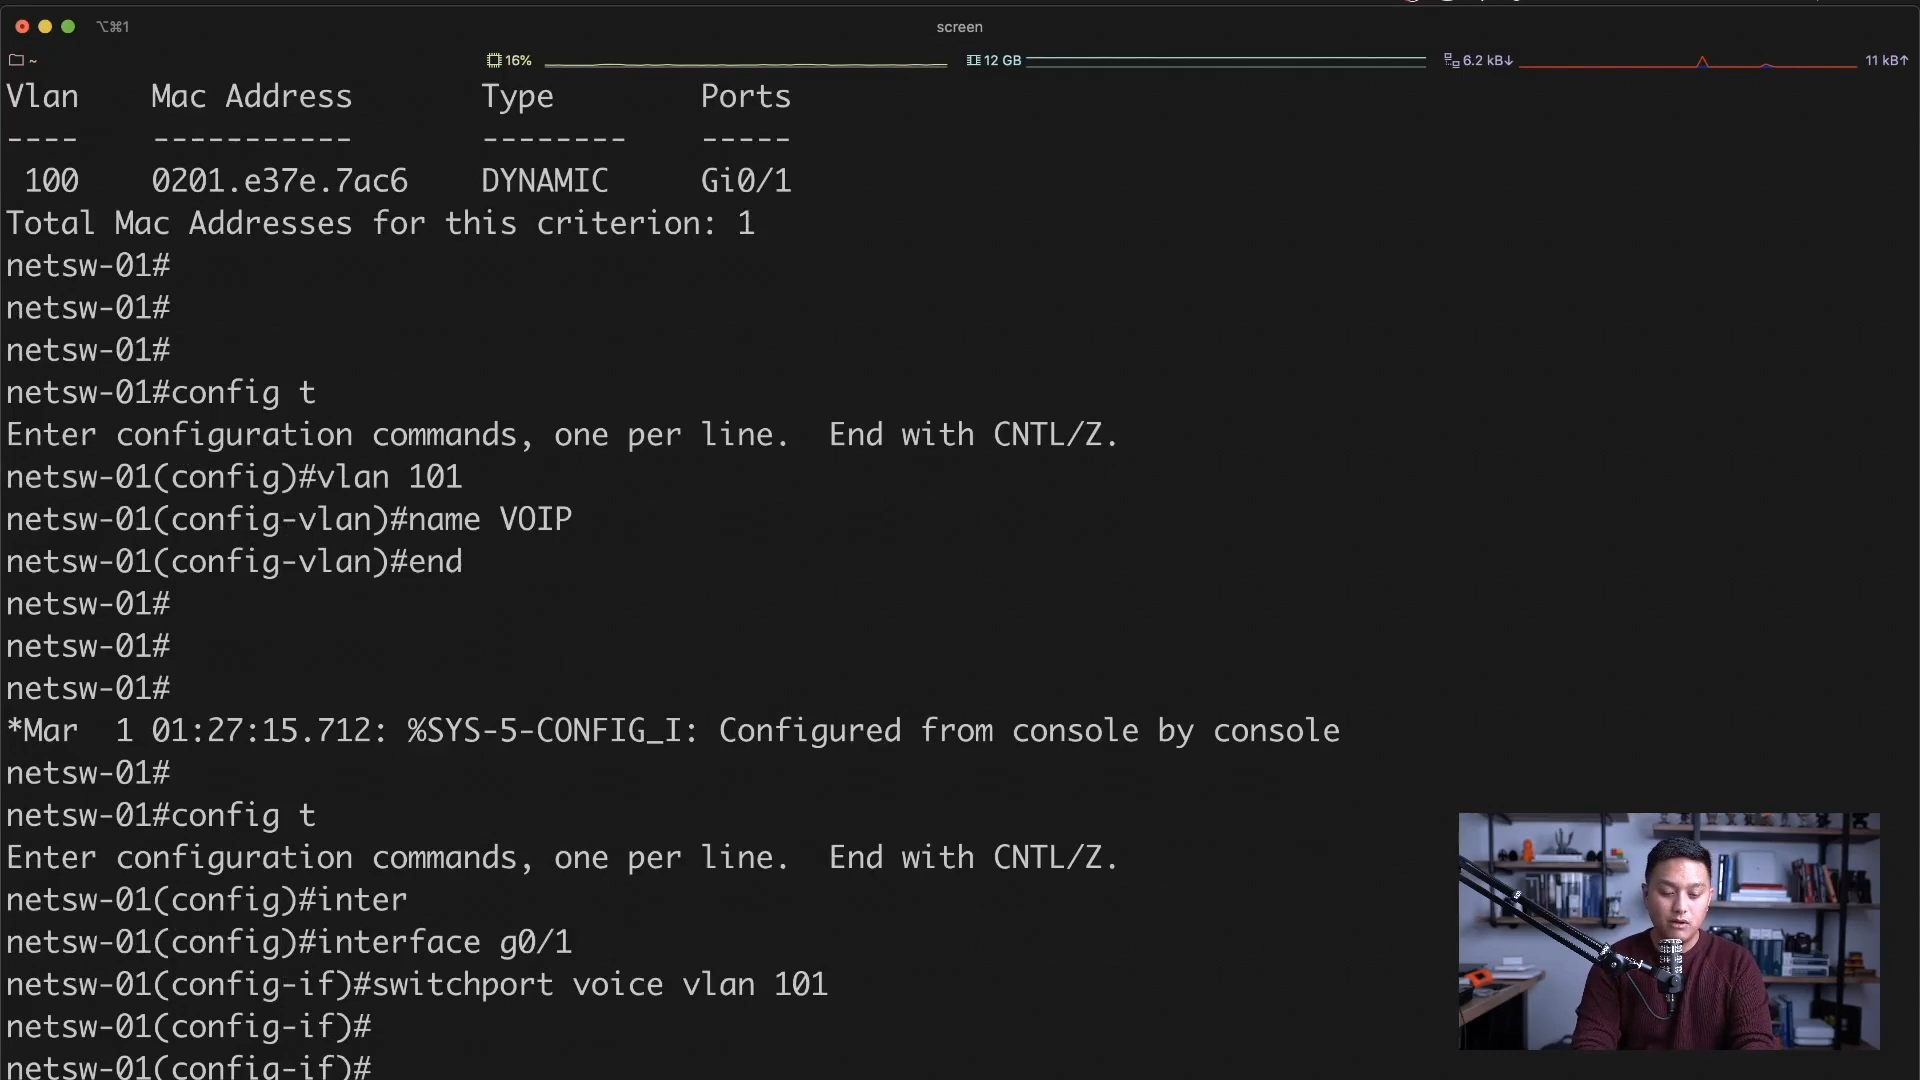 ⌥⌘1
screen
~
16%
12 GB
6.2 kB↓
11 kB↑
Vlan    Mac Address       Type        Ports
----    -----------       --------    -----
 100    0201.e37e.7ac6    DYNAMIC     Gi0/1
Total Mac Addresses for this criterion: 1
netsw-01#
netsw-01#
netsw-01#
netsw-01#config t
Enter configuration commands, one per line.  End with CNTL/Z.
netsw-01(config)#vlan 101
netsw-01(config-vlan)#name VOIP
netsw-01(config-vlan)#end
netsw-01#
netsw-01#
netsw-01#
*Mar  1 01:27:15.712: %SYS-5-CONFIG_I: Configured from console by console
netsw-01#
netsw-01#config t
Enter configuration commands, one per line.  End with CNTL/Z.
netsw-01(config)#inter
netsw-01(config)#interface g0/1
netsw-01(config-if)#switchport voice vlan 101
netsw-01(config-if)#
netsw-01(config-if)#